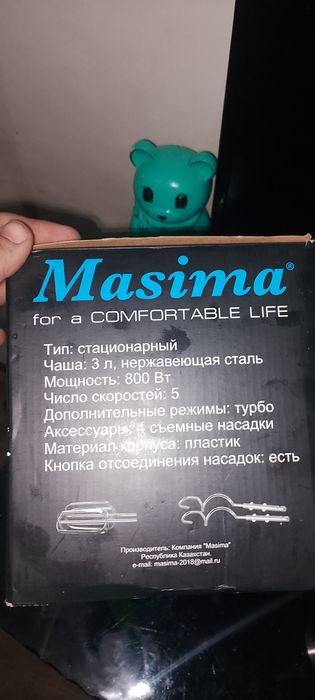 Masima®
for a COMFORTABLE LIFE
Тип: стационарный
Чаша: 3 л, нержавеющая сталь
Мощность: 800 Вт
Число скоростей: 5
Дополнительные режимы: турбо
Аксессуары: 4 съемные насадки
Материал корпуса: пластик
Кнопка отсоединения насадок: есть
Производитель: Компания "Masima"
Республика Казахстан.
e-mail: masima-2018@mail.ru